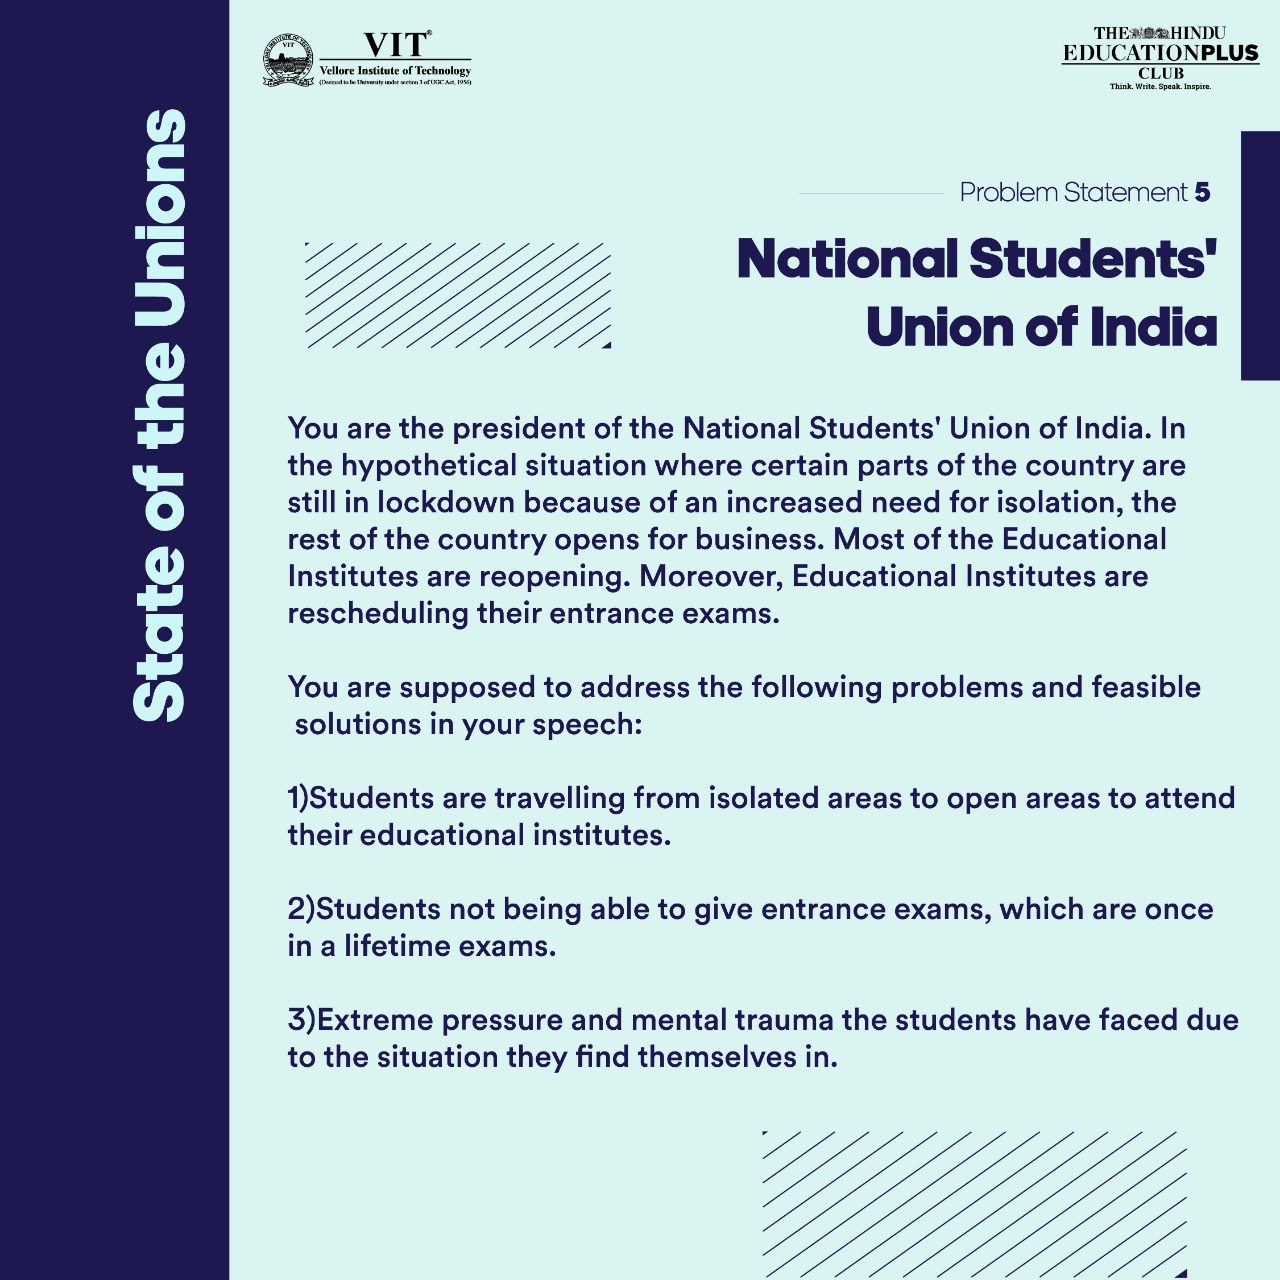 VIT®
Vellore Institute of Technology
(Deemed to be University under section 3 of UGC Act, 1956)
VIT
THE HINDU
EDUCATIONPLUS
CLUB
Think. Write. Speak. Inspire.
State of the Unions
Problem Statement 5
National Students'
Union of India
You are the president of the National Students' Union of India. In
the hypothetical situation where certain parts of the country are
still in lockdown because of an increased need for isolation, the
rest of the country opens for business. Most of the Educational
Institutes are reopening. Moreover, Educational Institutes are
rescheduling their entrance exams.
You are supposed to address the following problems and feasible
solutions in your speech:
1)Students are travelling from isolated areas to open areas to attend
their educational institutes.
2)Students not being able to give entrance exams, which are once
in a lifetime exams.
3)Extreme pressure and mental trauma the students have faced due
to the situation they find themselves in.